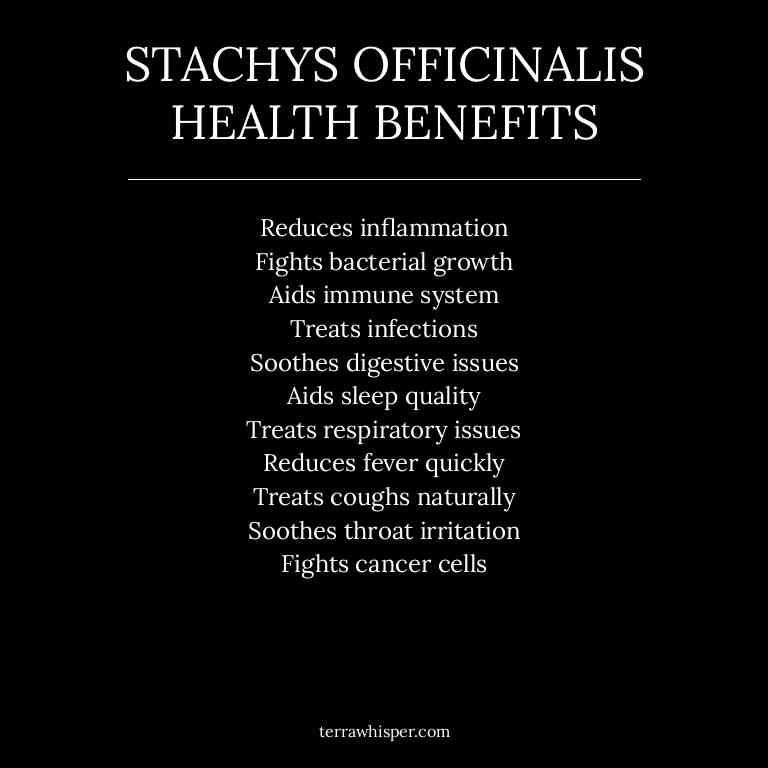 STACHYS OFFICINALIS
HEALTH BENEFITS
Reduces inflammation
Fights bacterial growth
Aids immune system
Treats infections
Soothes digestive issues
Aids sleep quality
Treats respiratory issues
Reduces fever quickly
Treats coughs naturally
Soothes throat irritation
Fights cancer cells
terrawhisper.com